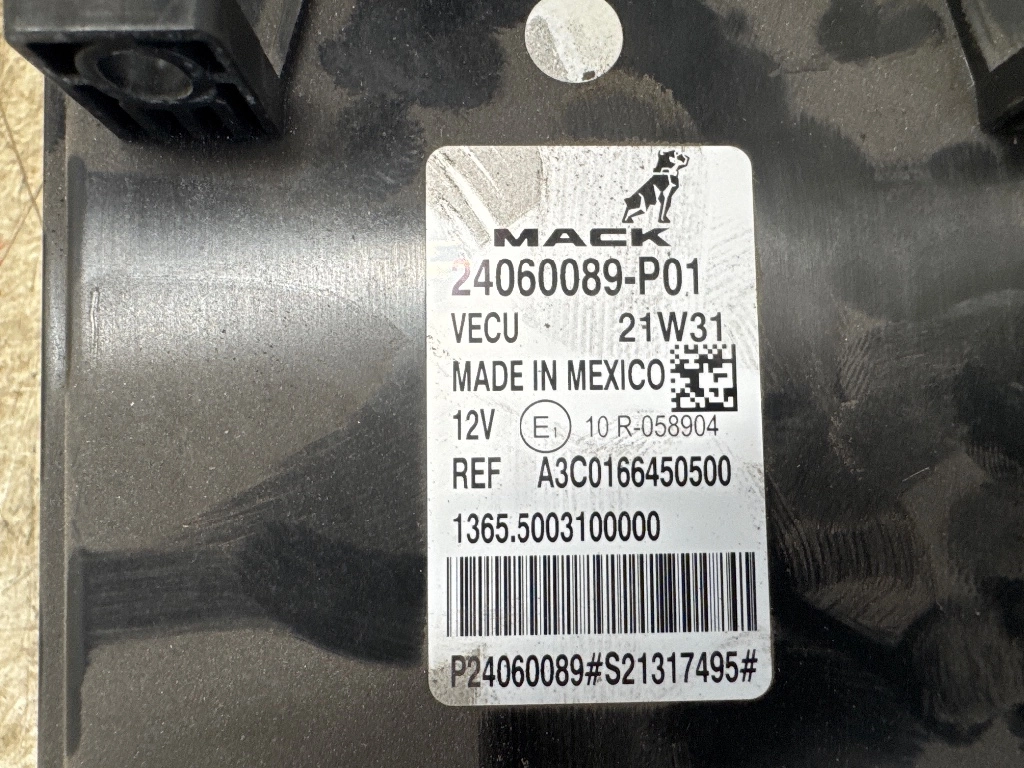 MACK
24060089-P01
VECU 21W31
MADE IN MEXICO
12V E1 10 R-058904
REF A3C0166450500
1365.5003100000
P24060089#S21317495#